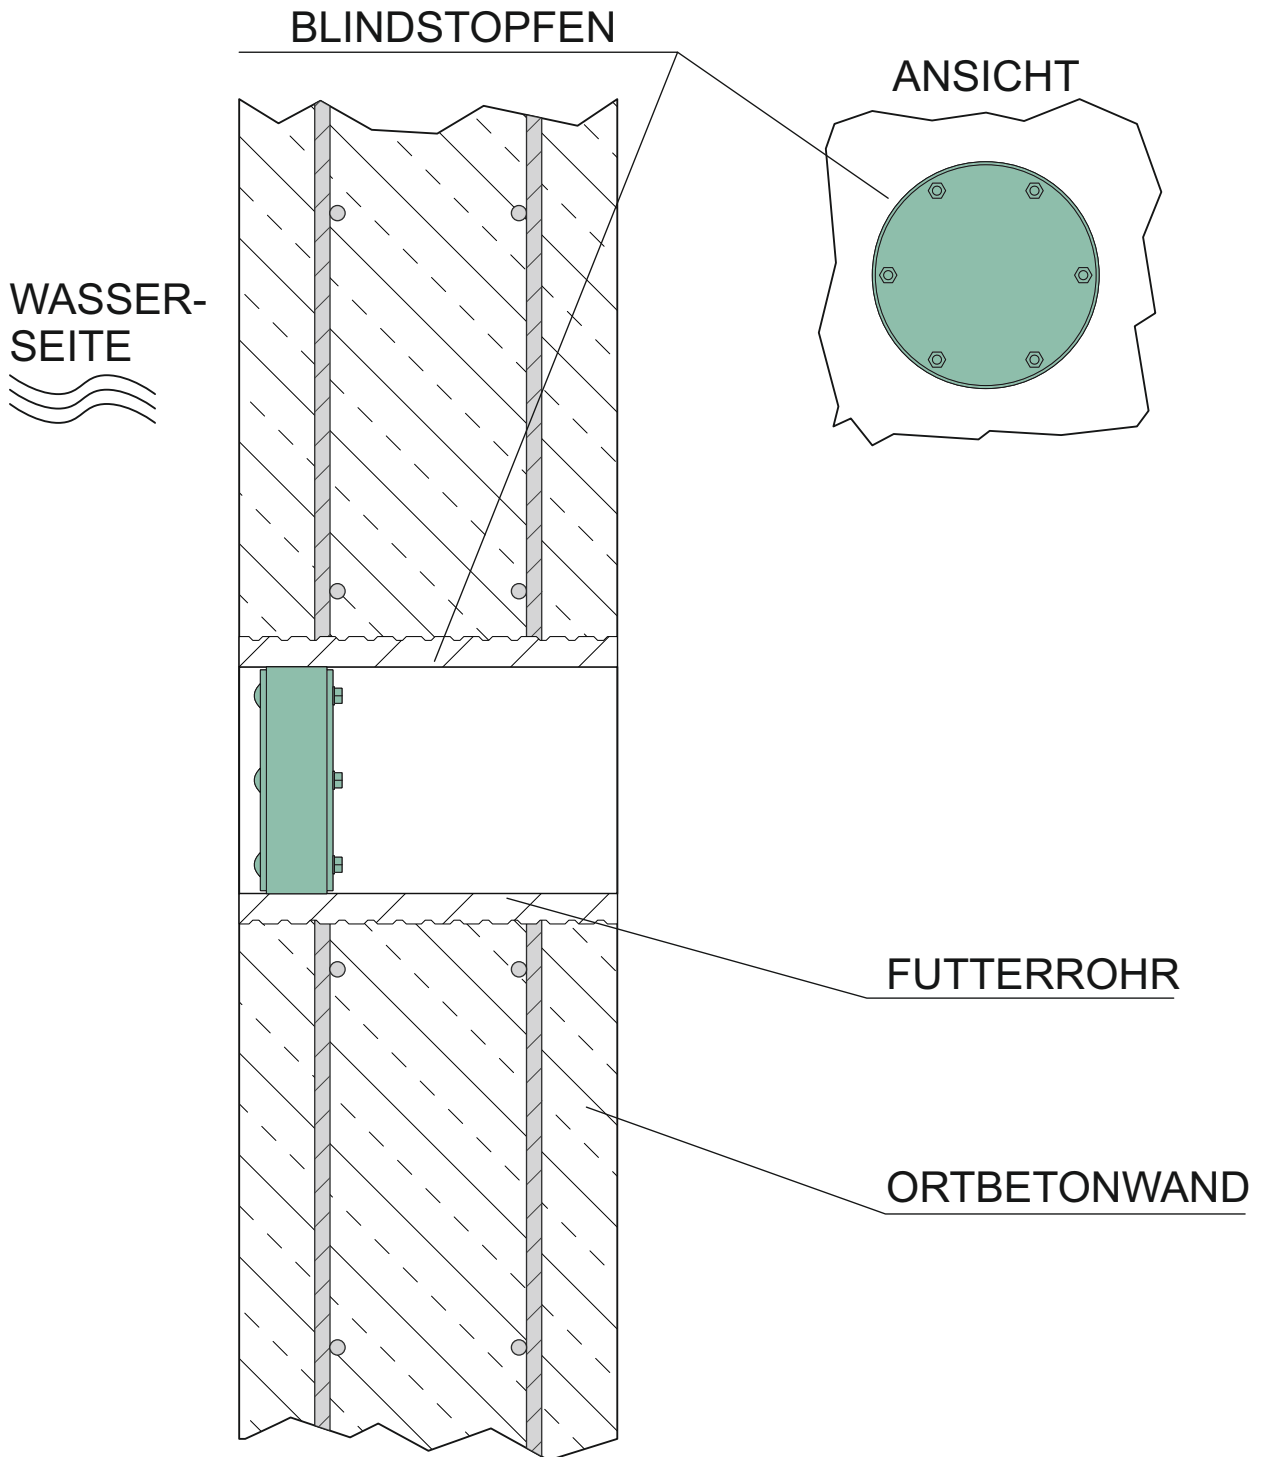 BLINDSTOPFEN
ANSICHT
WASSER-
SEITE
FUTTERROHR
ORTBETONWAND